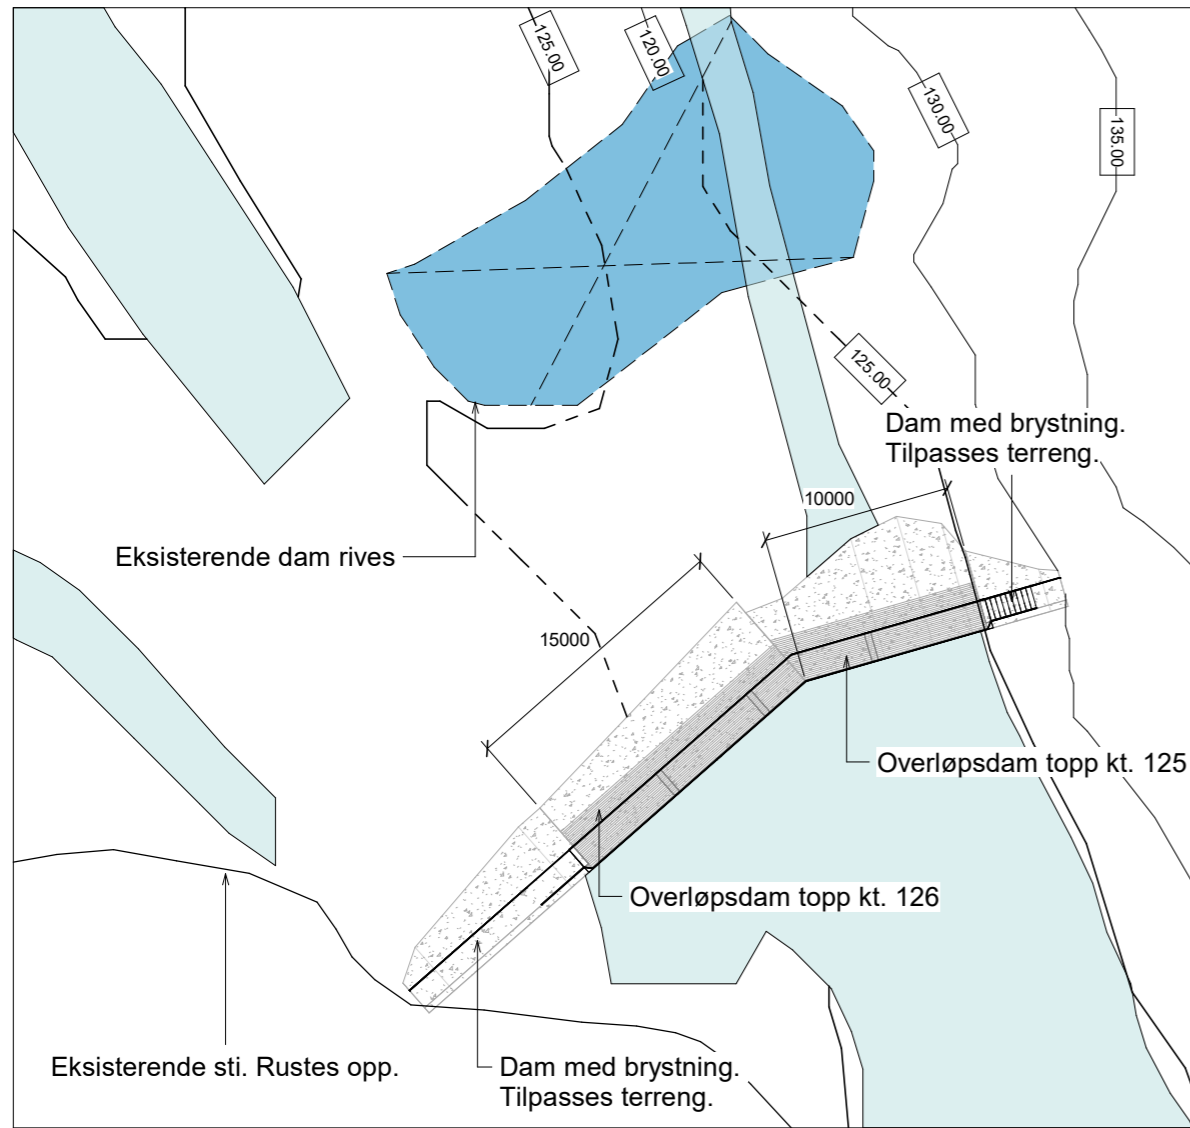 125.00
120.00
130.00
135.00
125.00
Dam med brystning.
Tilpasses terreng.
10000
Eksisterende dam rives
15000
Overløpsdam topp kt. 125
Overløpsdam topp kt. 126
Eksisterende sti. Rustes opp.
Dam med brystning.
Tilpasses terreng.